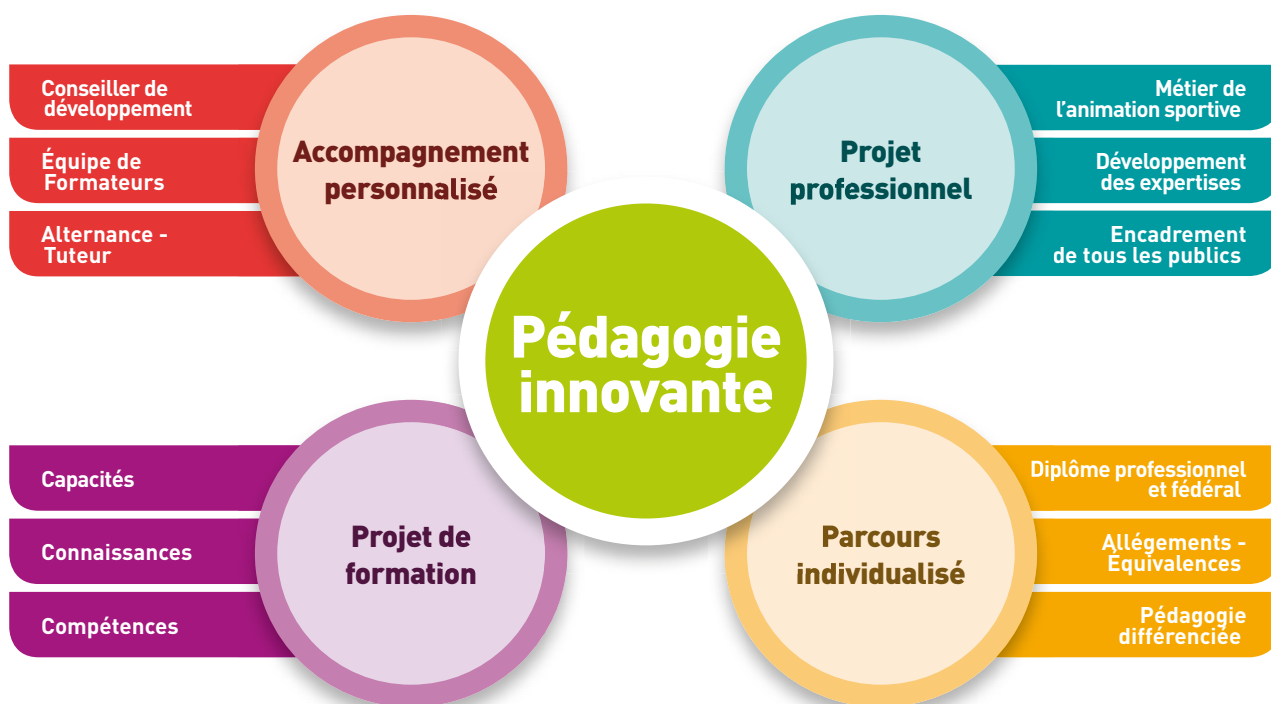 Conseiller de
développement
Équipe de
Formateurs
Alternance -
Tuteur
Accompagnement
personnalisé
Projet
professionnel
Métier de
l'animation sportive
Développement
des expertises
Encadrement
de tous les publics
Pédagogie
innovante
Capacités
Connaissances
Compétences
Projet de
formation
Parcours
individualisé
Diplôme professionnel
et fédéral
Allégements -
Équivalences
Pédagogie
différenciée